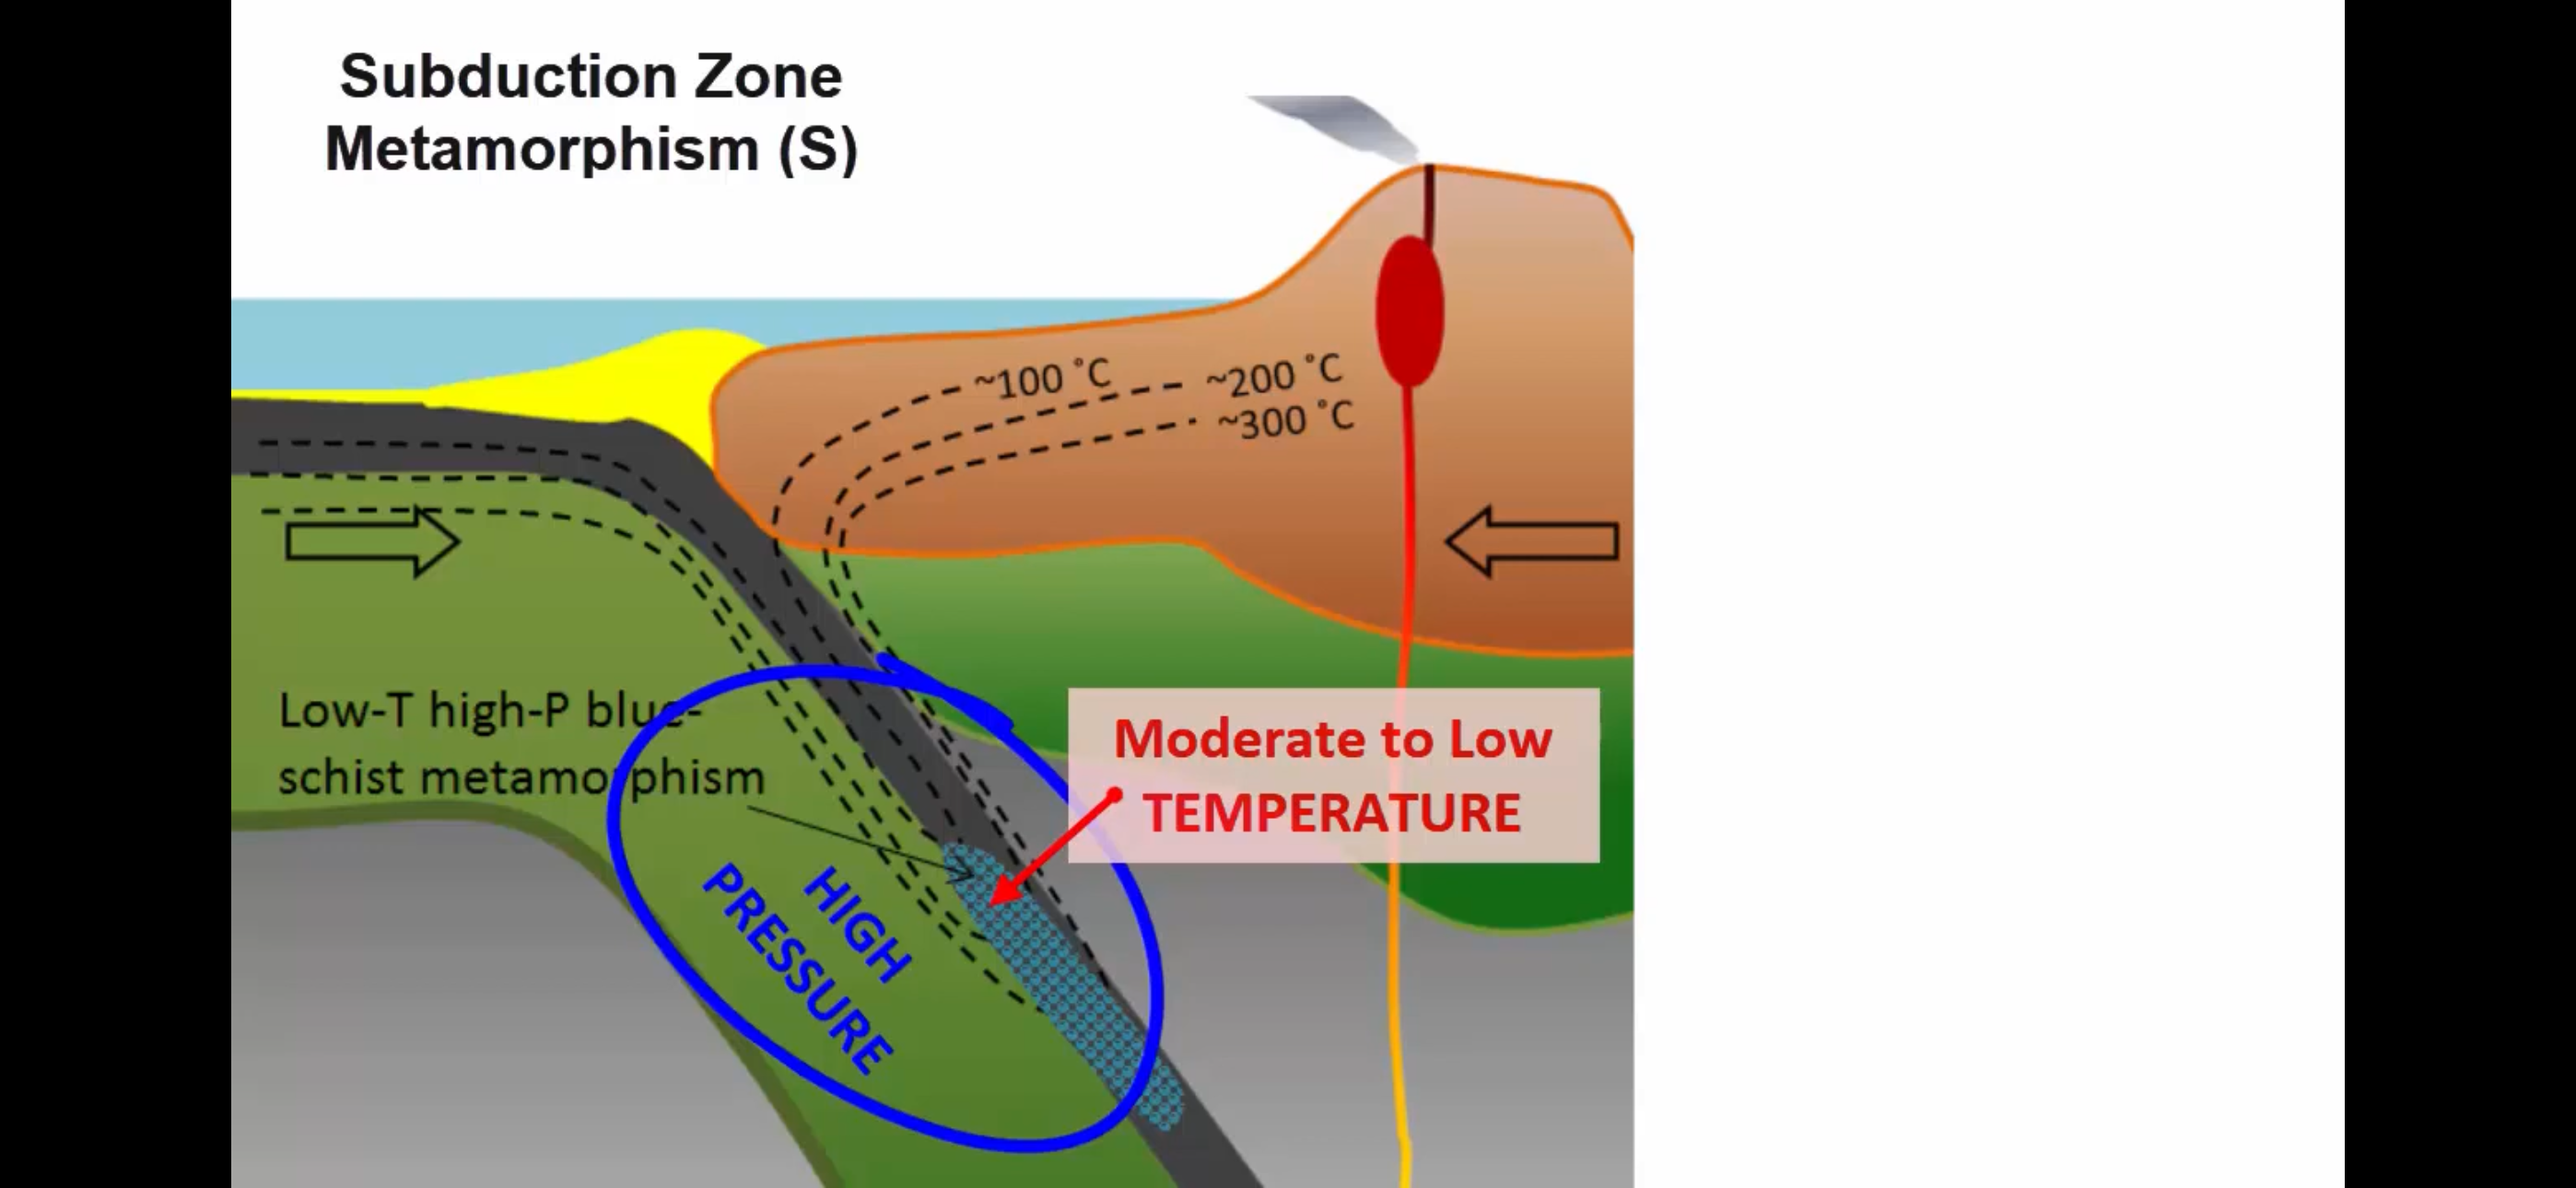 Subduction Zone
Metamorphism (S)
~100 ˚C
~200 ˚C
~300 ˚C
Low-T high-P blue-
schist metamorphism
Moderate to Low
TEMPERATURE
HIGH
PRESSURE